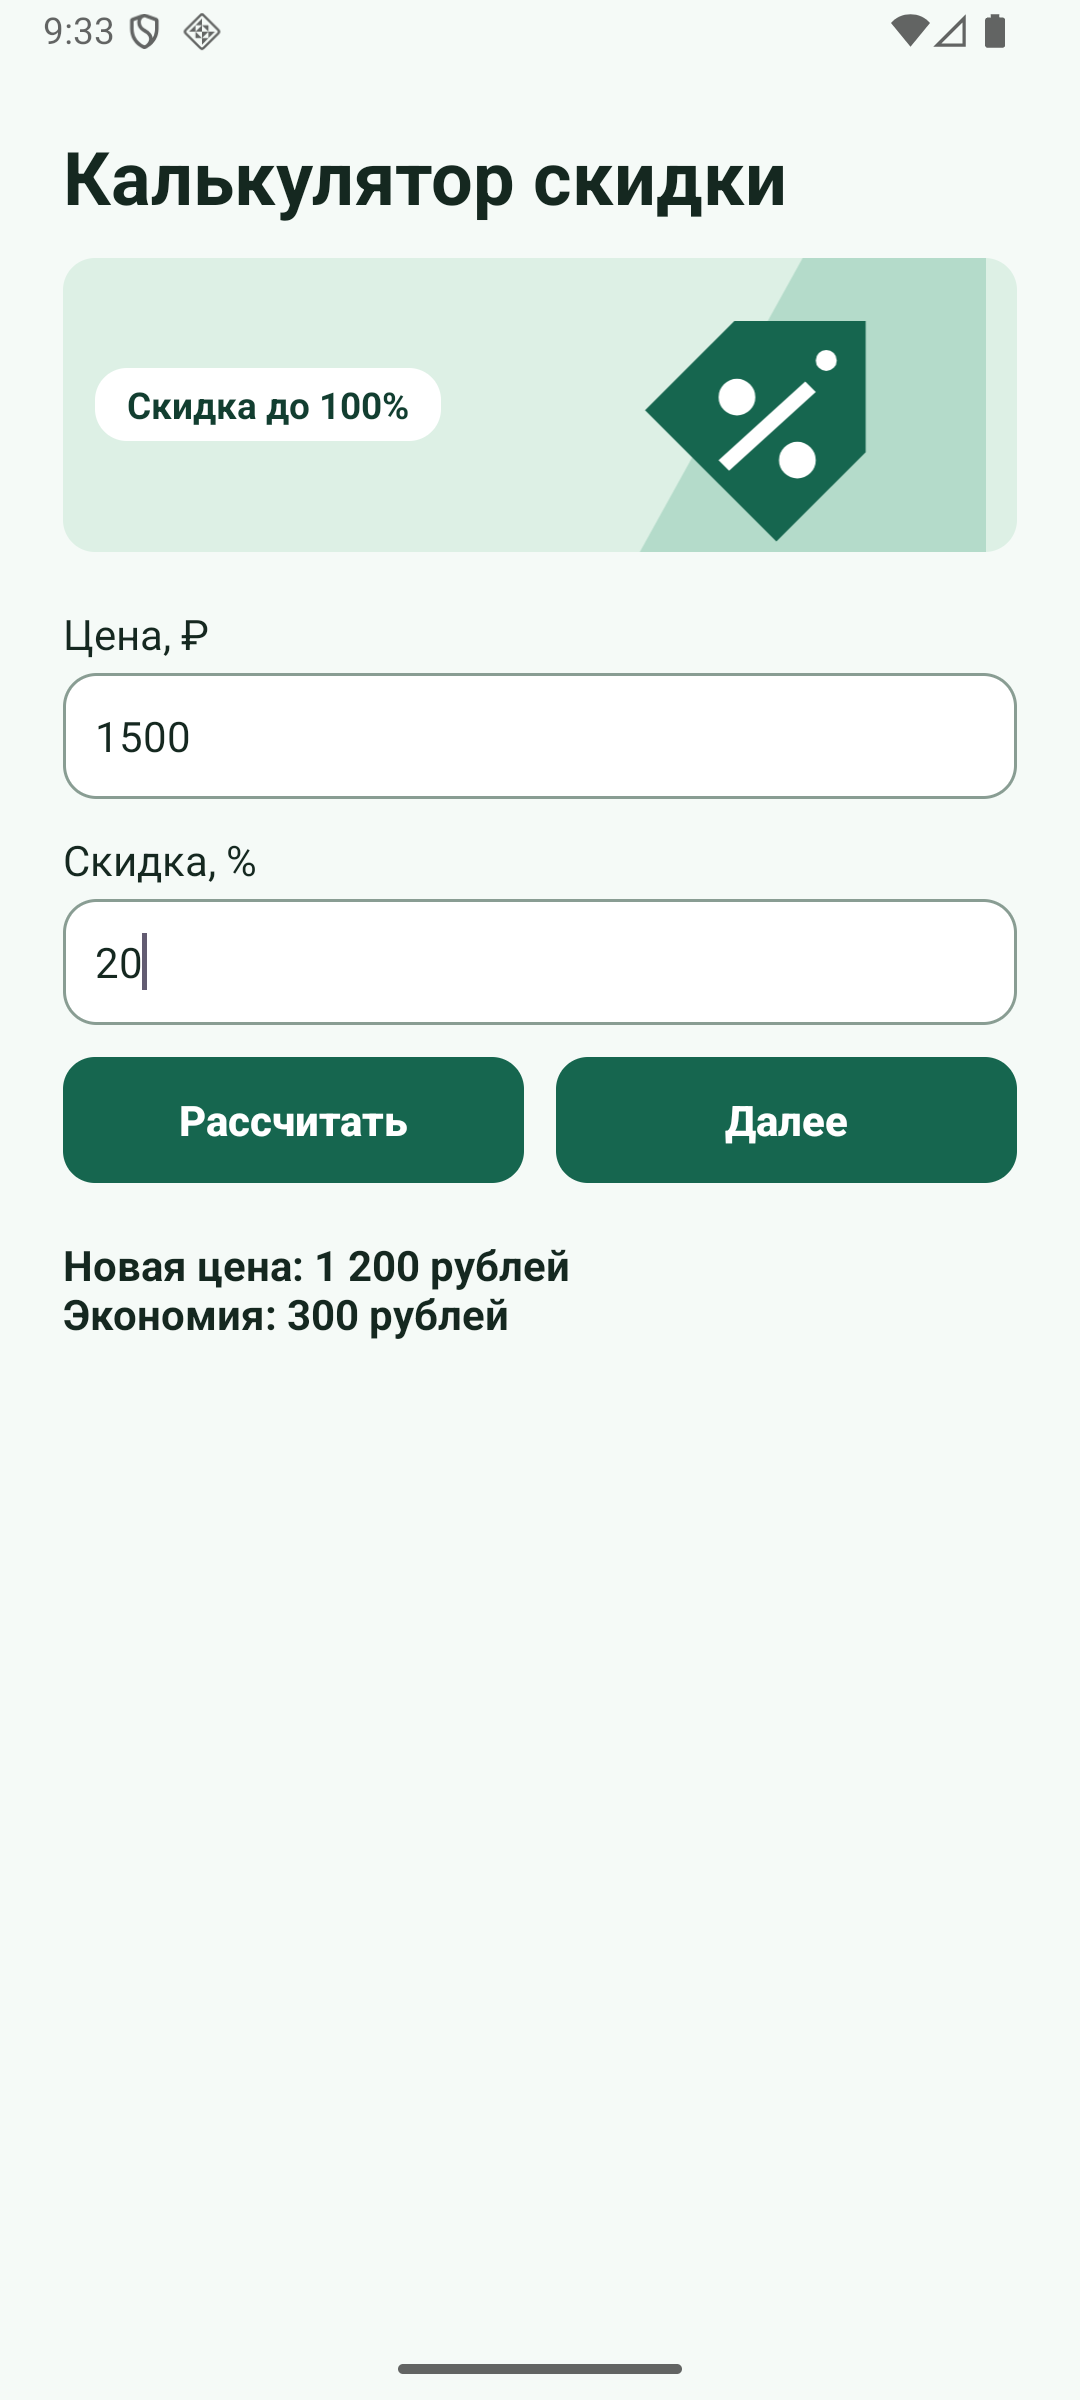 9:33
Калькулятор скидки
Скидка до 100%
Цена, ₽
1500
Скидка, %
20
Рассчитать
Далее
Новая цена: 1 200 рублей
Экономия: 300 рублей